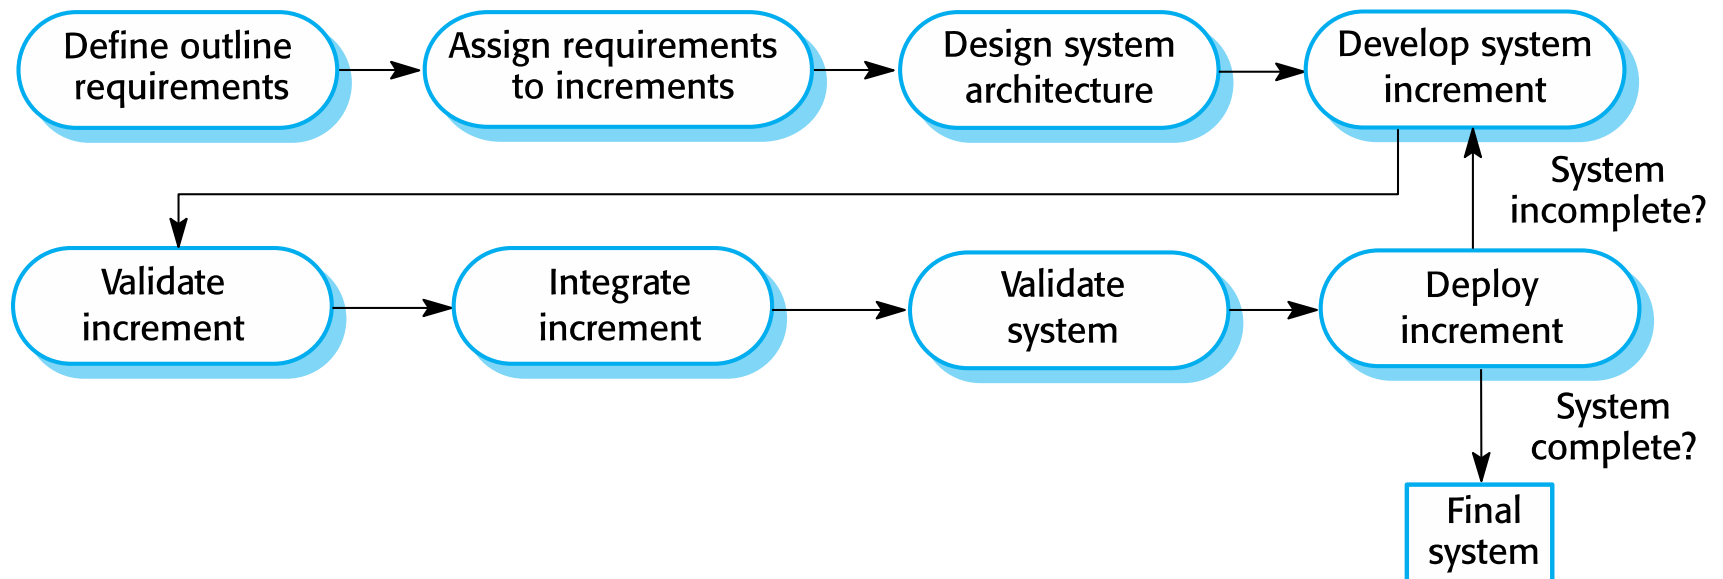 Define outline
requirements
Assign requirements
to increments
Design system
architecture
Develop system
increment
System
incomplete?
Validate
increment
Integrate
increment
Validate
system
Deploy
increment
System
complete?
Final
system